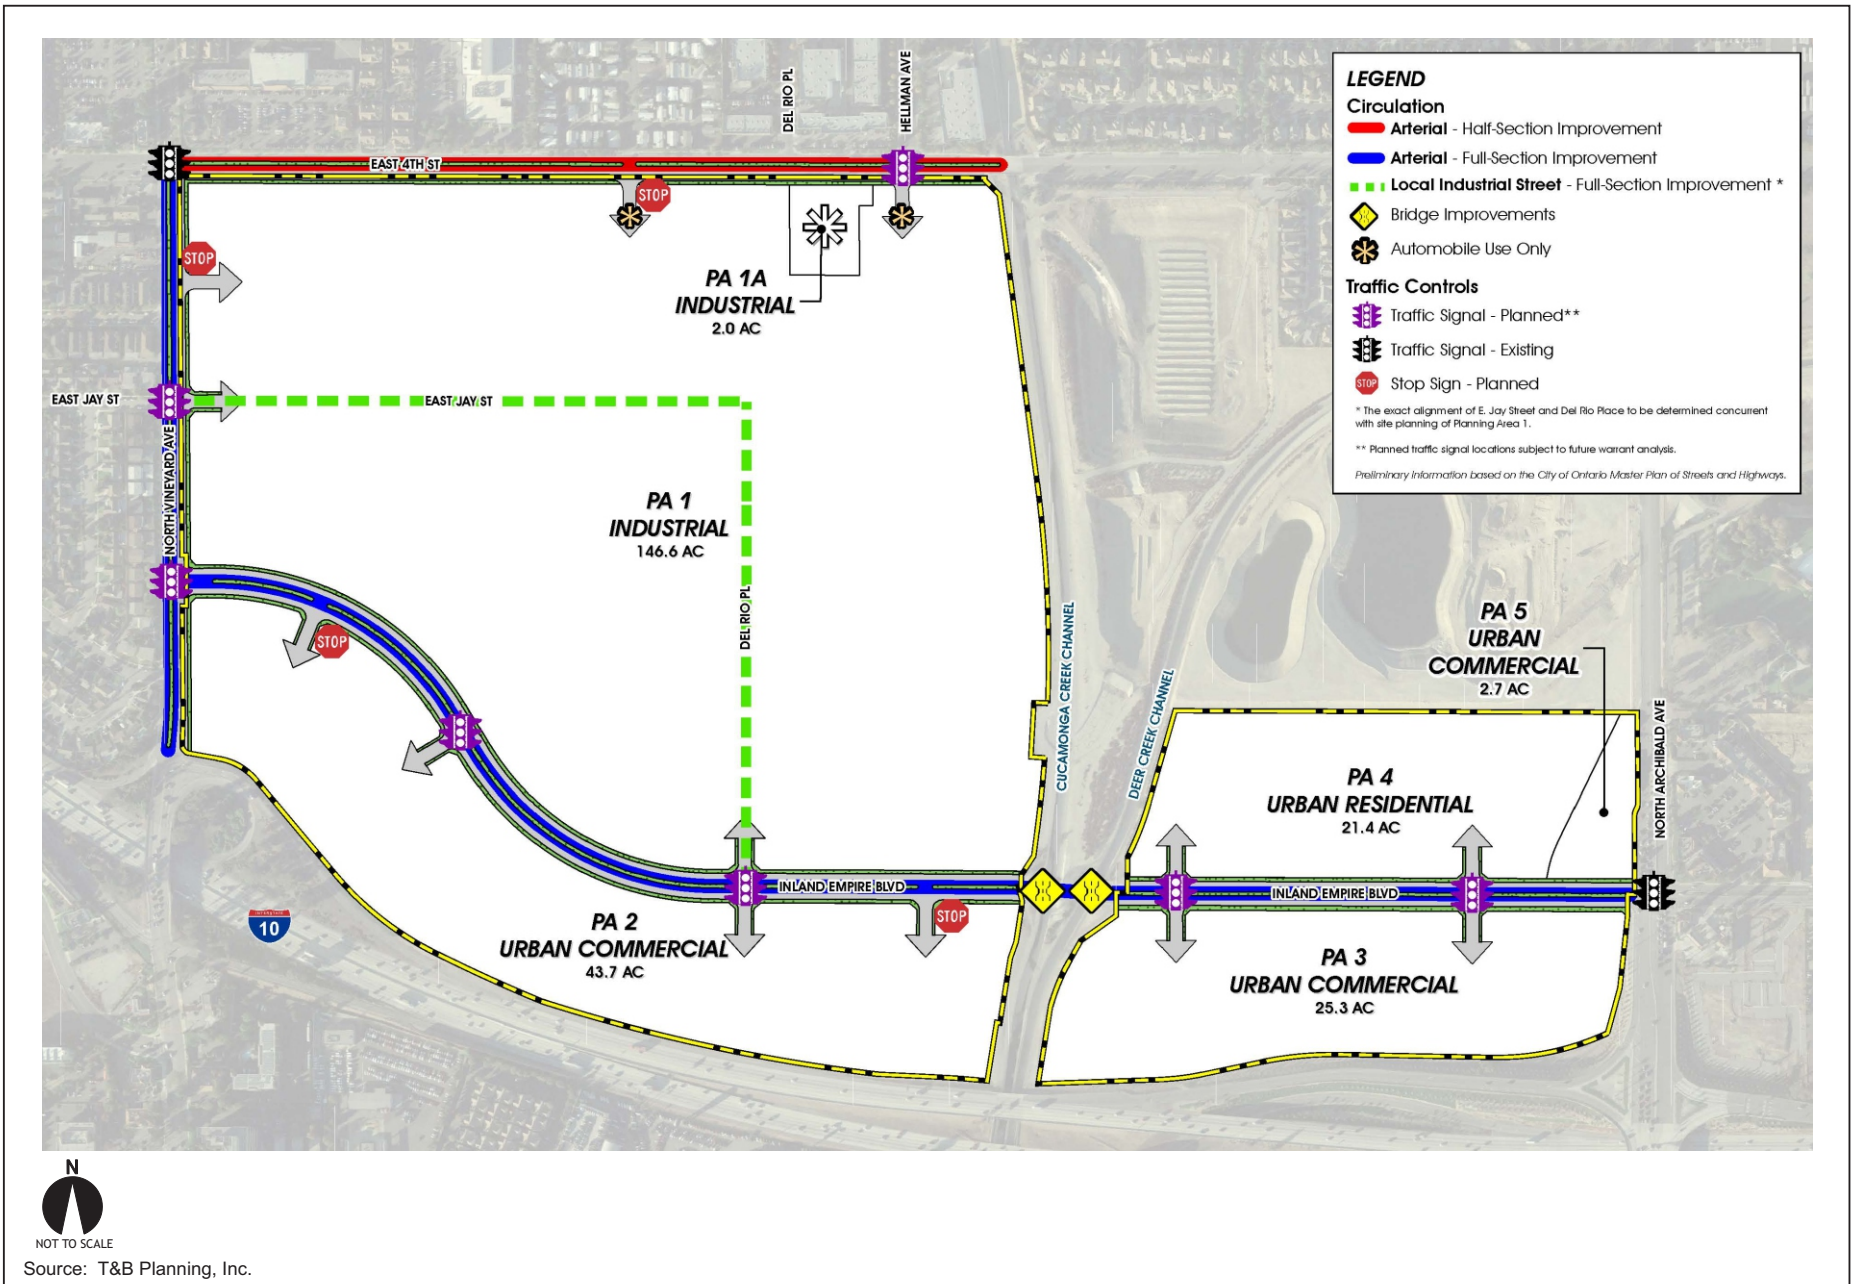 DEL RIO PL
HELLMAN AVE
EAST 4TH ST
STOP
STOP
PA 1A
INDUSTRIAL
2.0 AC
EAST JAY ST
EAST JAY ST
NORTH VINEYARD AVE
PA 1
INDUSTRIAL
146.6 AC
DEL RIO PL
STOP
CUCAMONGA CREEK CHANNEL
DEER CREEK CHANNEL
PA 5
URBAN
COMMERCIAL
2.7 AC
NORTH ARCHIBALD AVE
PA 4
URBAN RESIDENTIAL
21.4 AC
INLAND EMPIRE BLVD
INLAND EMPIRE BLVD
STOP
INTERSTATE
10
PA 2
URBAN COMMERCIAL
43.7 AC
PA 3
URBAN COMMERCIAL
25.3 AC
LEGEND
Circulation
Arterial - Half-Section Improvement
Arterial - Full-Section Improvement
Local Industrial Street - Full-Section Improvement *
Bridge Improvements
Automobile Use Only
Traffic Controls
Traffic Signal - Planned**
Traffic Signal - Existing
STOP Stop Sign - Planned
* The exact alignment of E. Jay Street and Del Rio Place to be determined concurrent
with site planning of Planning Area 1.
** Planned traffic signal locations subject to future warrant analysis.
Preliminary information based on the City of Ontario Master Plan of Streets and Highways.
N
NOT TO SCALE
Source: T&B Planning, Inc.